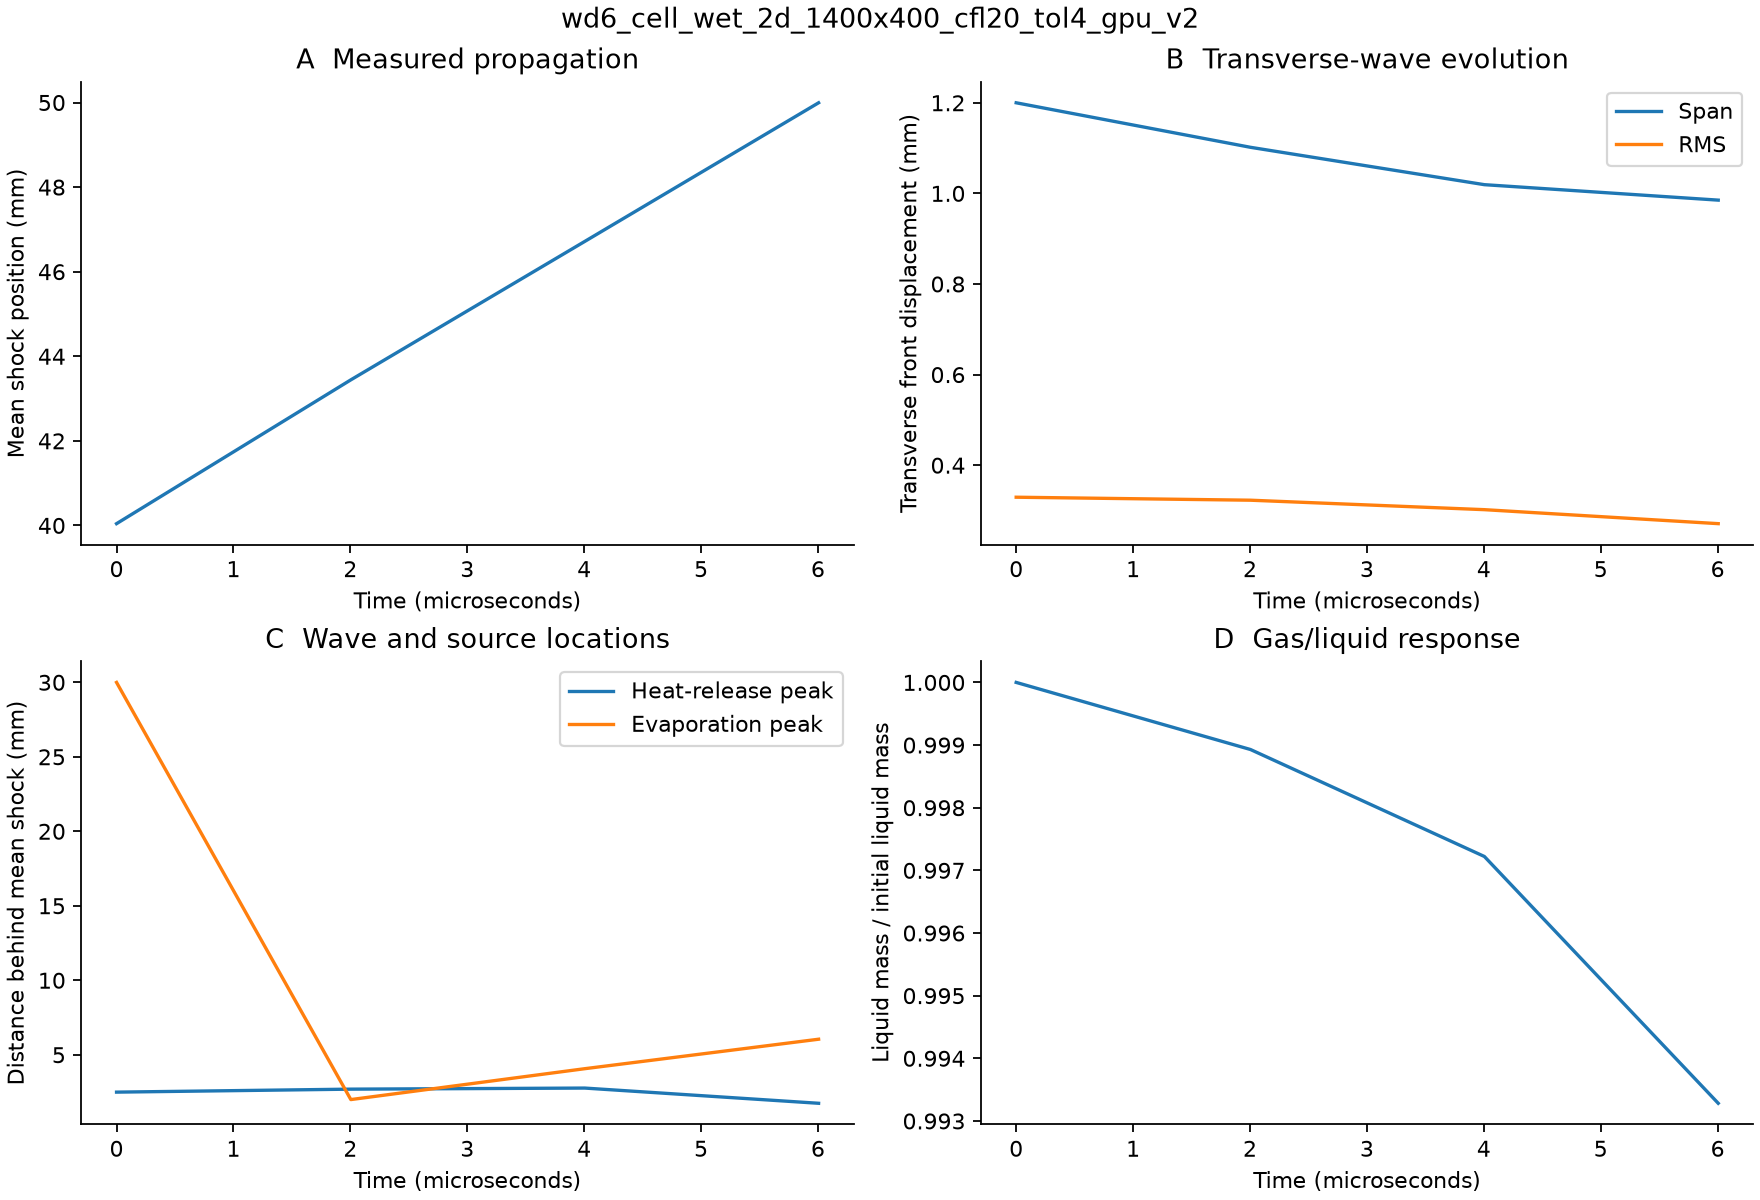 wd6_cell_wet_2d_1400x400_cfl20_tol4_gpu_v2
A  Measured propagation
Mean shock position (mm)
50
48
46
44
42
40
0 1 2 3 4 5 6
Time (microseconds)
B  Transverse-wave evolution
Transverse front displacement (mm)
1.2
1.0
0.8
0.6
0.4
Span
RMS
0 1 2 3 4 5 6
Time (microseconds)
C  Wave and source locations
Distance behind mean shock (mm)
30
25
20
15
10
5
Heat-release peak
Evaporation peak
0 1 2 3 4 5 6
Time (microseconds)
D  Gas/liquid response
Liquid mass / initial liquid mass
1.000
0.999
0.998
0.997
0.996
0.995
0.994
0.993
0 1 2 3 4 5 6
Time (microseconds)